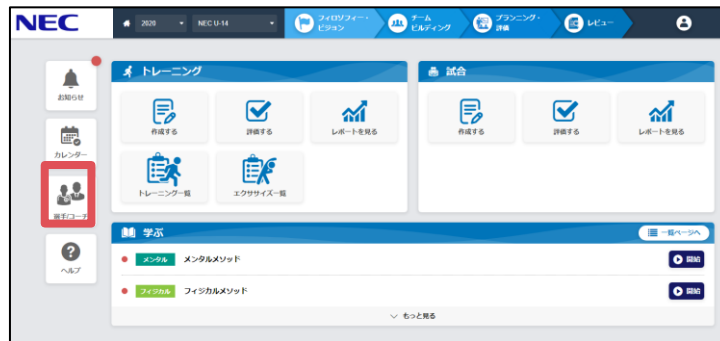 NEC
2020
NEC U-14
フィロソフィー・
ビジョン
チーム
ビルディング
プランニング・
評価
レビュー
お知らせ
カレンダー
選手/コーチ
ヘルプ
トレーニング
作成する
評価する
レポートを見る
トレーニング一覧
エクササイズ一覧
試合
作成する
評価する
レポートを見る
学ぶ
一覧ページへ
メンタル メンタルメソッド
開始
フィジカル フィジカルメソッド
開始
もっと見る